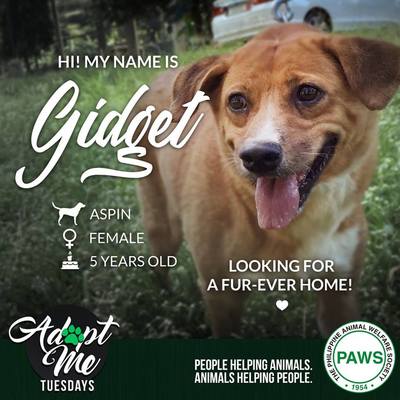 HI! MY NAME IS
Gidget
ASPIN
FEMALE
5 YEARS OLD
LOOKING FOR
A FUR-EVER HOME!
Adopt
Me
TUESDAYS
PEOPLE HELPING ANIMALS.
ANIMALS HELPING PEOPLE.
THE PHILIPPINE ANIMAL WELFARE SOCIETY
PAWS
1954